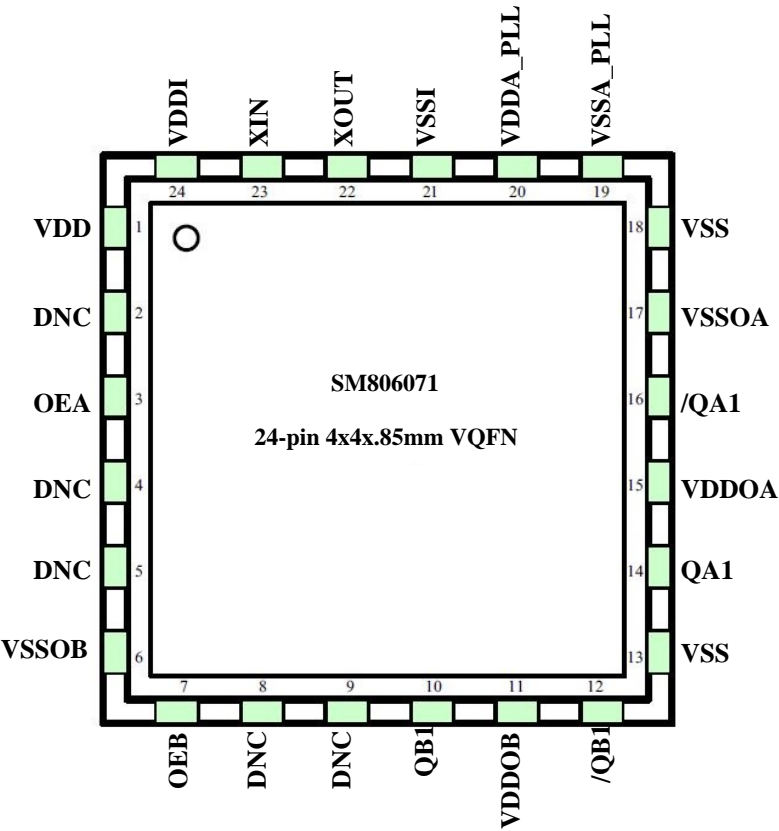 VDDI
XIN
XOUT
VSSI
VDDA_PLL
VSSA_PLL
24
23
22
21
20
19
VDD
1
18
VSS
DNC
2
17
VSSOA
OEA
3
16
/QA1
DNC
4
15
VDDOA
DNC
5
14
QA1
VSSOB
6
13
VSS
SM806071
24-pin 4x4x.85mm VQFN
7
8
9
10
11
12
OEB
DNC
DNC
QB1
VDDOB
/QB1